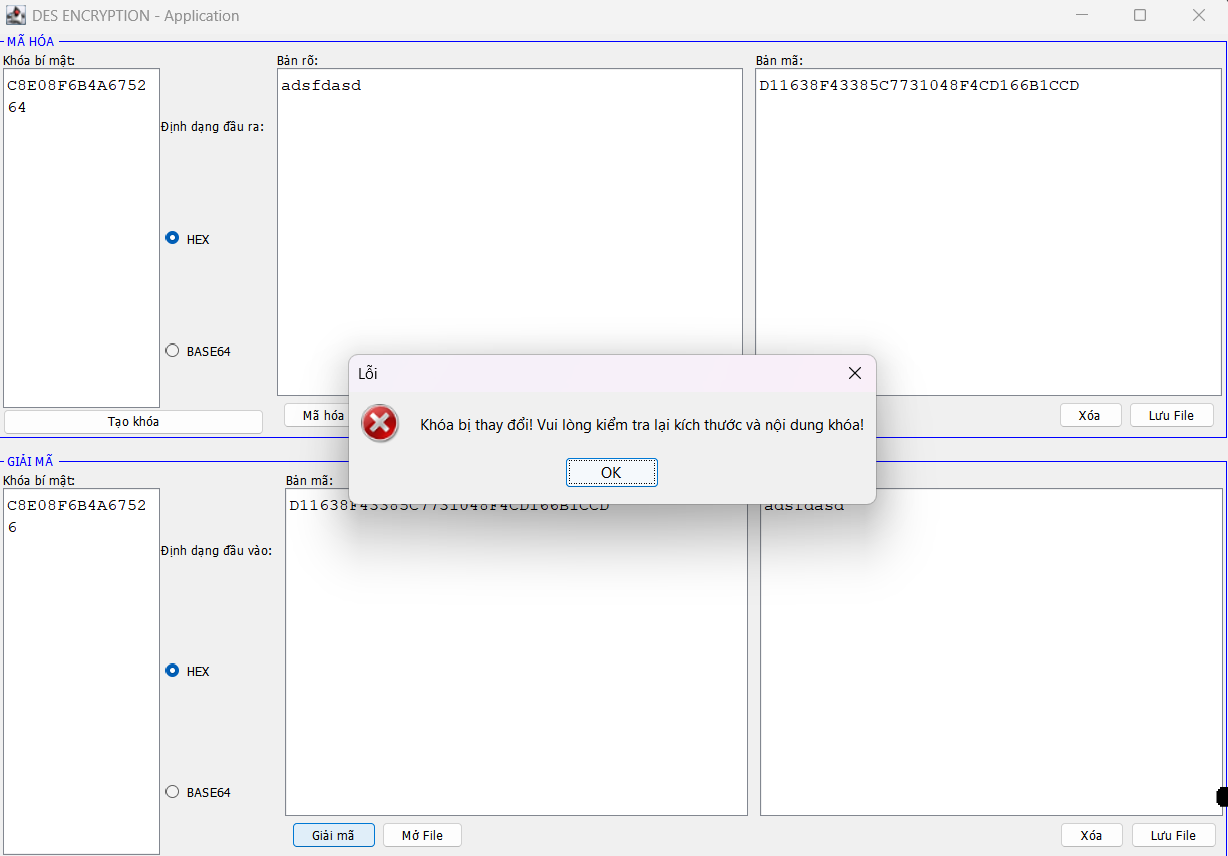 DES ENCRYPTION - Application
MÃ HÓA
Khóa bí mật:
Bản rõ:
Bản mã:
C8E08F6B4A6752
64
adsfdasd
D11638F43385C7731048F4CD166B1CCD
Định dạng đầu ra:
HEX
BASE64
Tạo khóa
Mã hóa
Xóa
Lưu File
Lỗi
Khóa bị thay đổi! Vui lòng kiểm tra lại kích thước và nội dung khóa!
OK
GIẢI MÃ
Khóa bí mật:
Bản mã:
C8E08F6B4A6752
6
D11638F43385C7731048F4CD166B1CCD
adsfdasd
Định dạng đầu vào:
HEX
BASE64
Giải mã
Mở File
Xóa
Lưu File